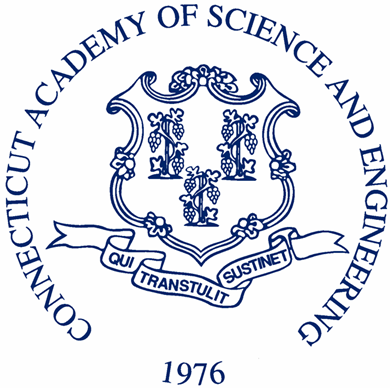 CONNECTICUT ACADEMY OF SCIENCE AND ENGINEERING
QUI TRANSTULIT SUSTINET
1976